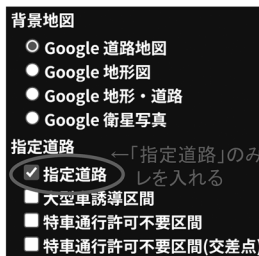 背景地図
Google 道路地図
Google 地形図
Google 地形・道路
Google 衛星写真
指定道路
←「指定道路」のみ
レを入れる
指定道路
大型車誘導区間
特車通行許可不要区間
特車通行許可不要区間(交差点)